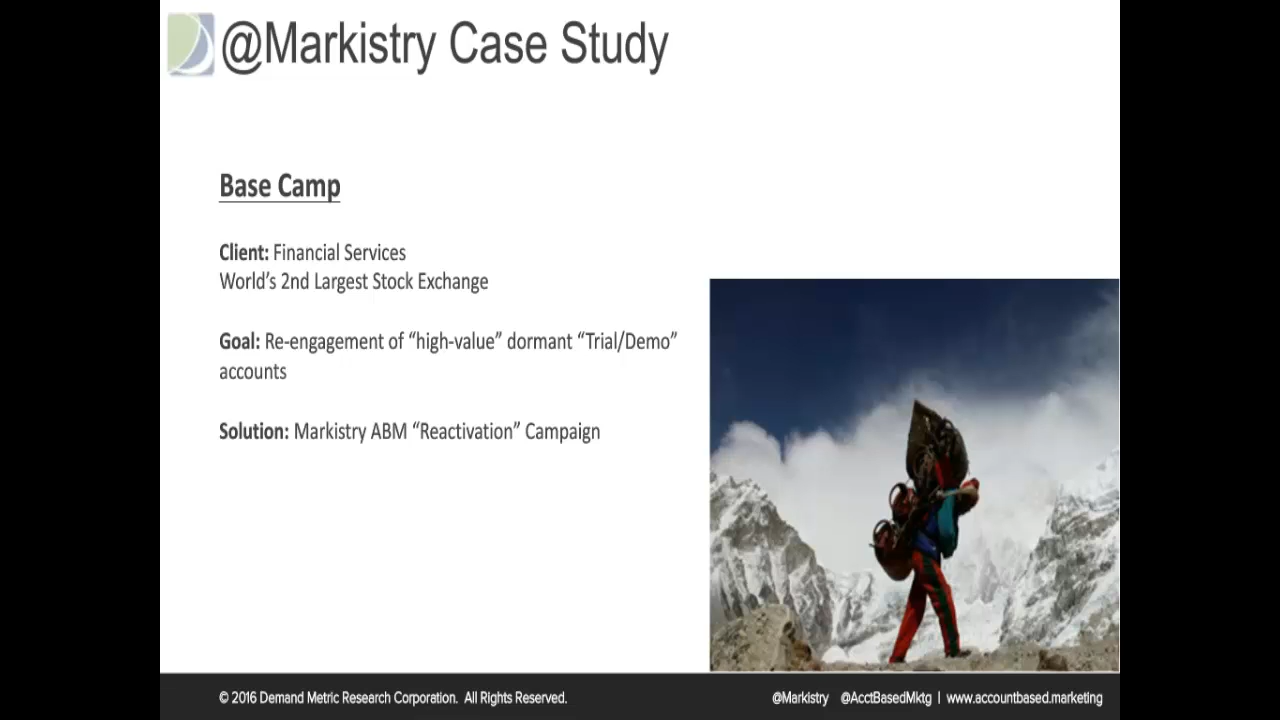 @Markistry Case Study
Base Camp
Client: Financial Services
World’s 2nd Largest Stock Exchange
Goal: Re-engagement of “high-value” dormant “Trial/Demo”
accounts
Solution: Markistry ABM “Reactivation” Campaign
© 2016 Demand Metric Research Corporation. All Rights Reserved.
@Markistry @AcctBasedMktg | www.accountbased.marketing